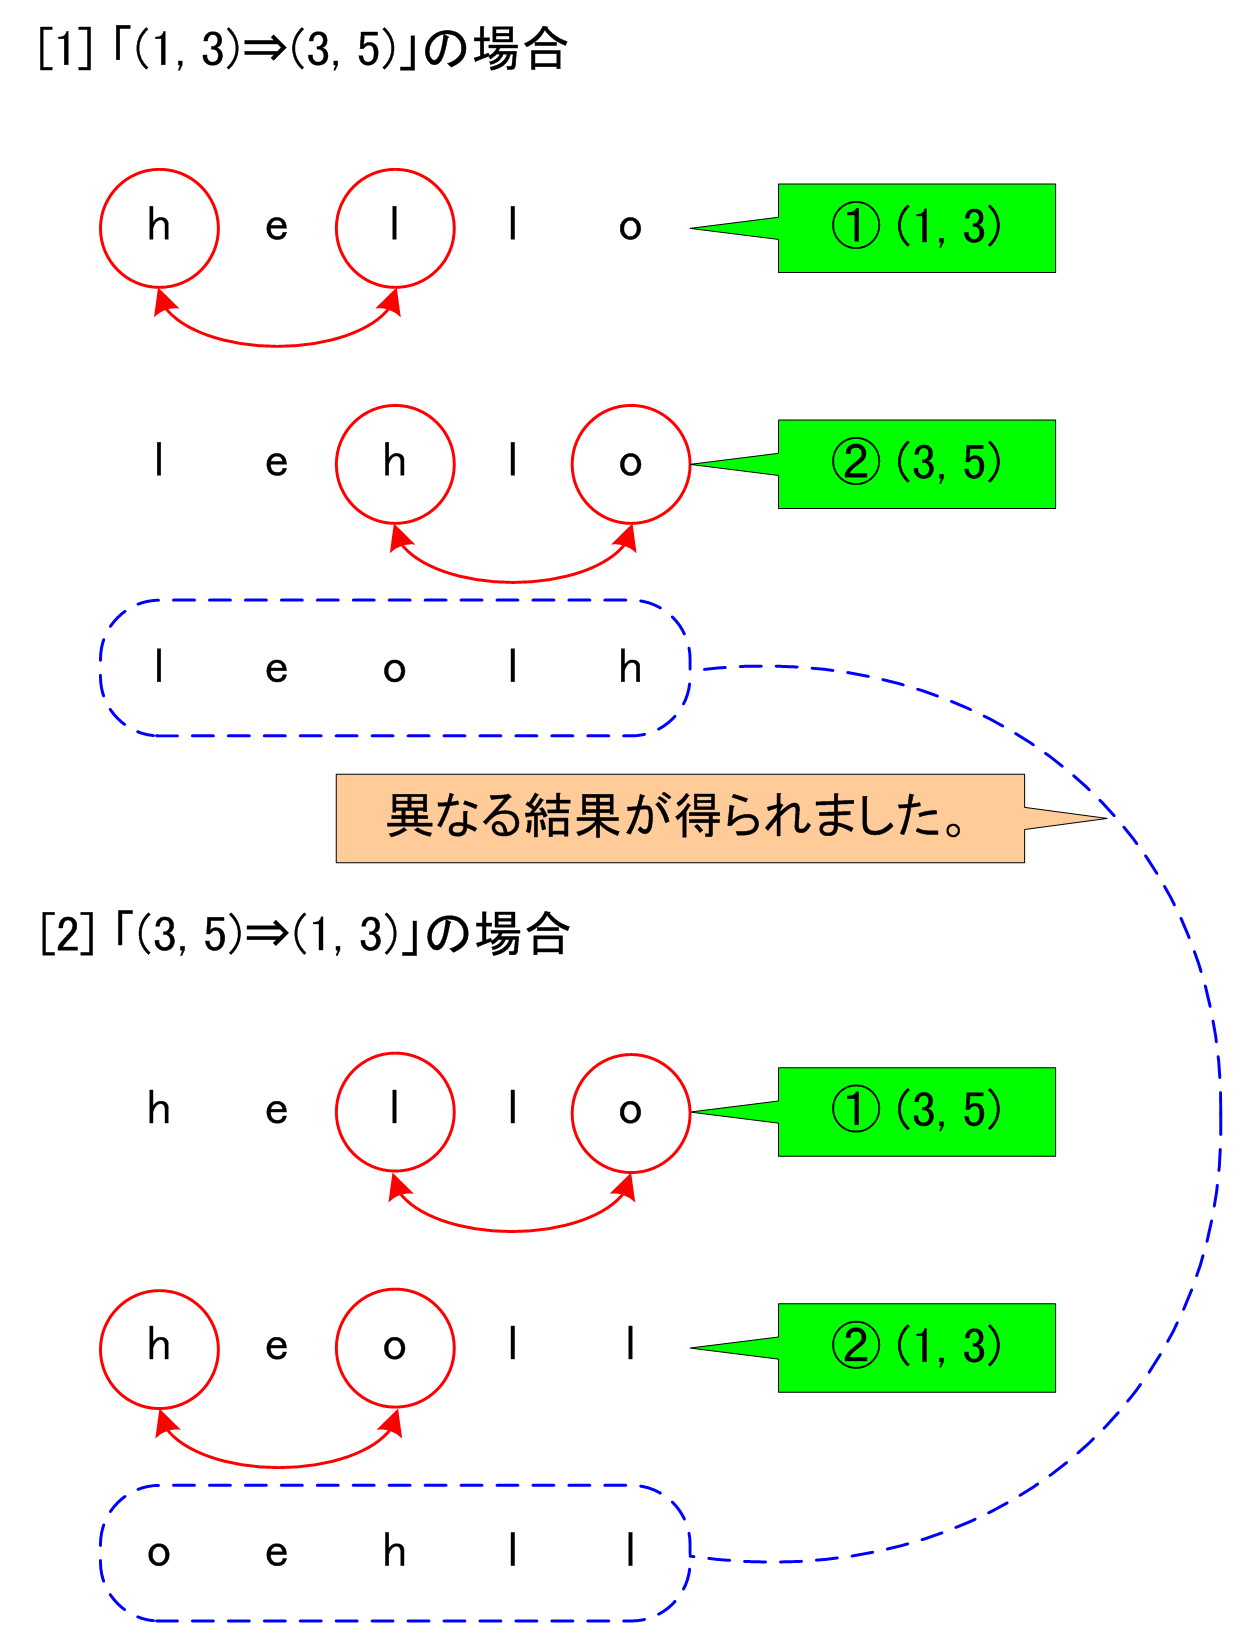 [1] 「(1, 3)⇒(3, 5)」の場合
h e l l o ① (1, 3)
l e h l o ② (3, 5)
l e o l h
異なる結果が得られました。
[2] 「(3, 5)⇒(1, 3)」の場合
h e l l o ① (3, 5)
h e o l l ② (1, 3)
o e h l l